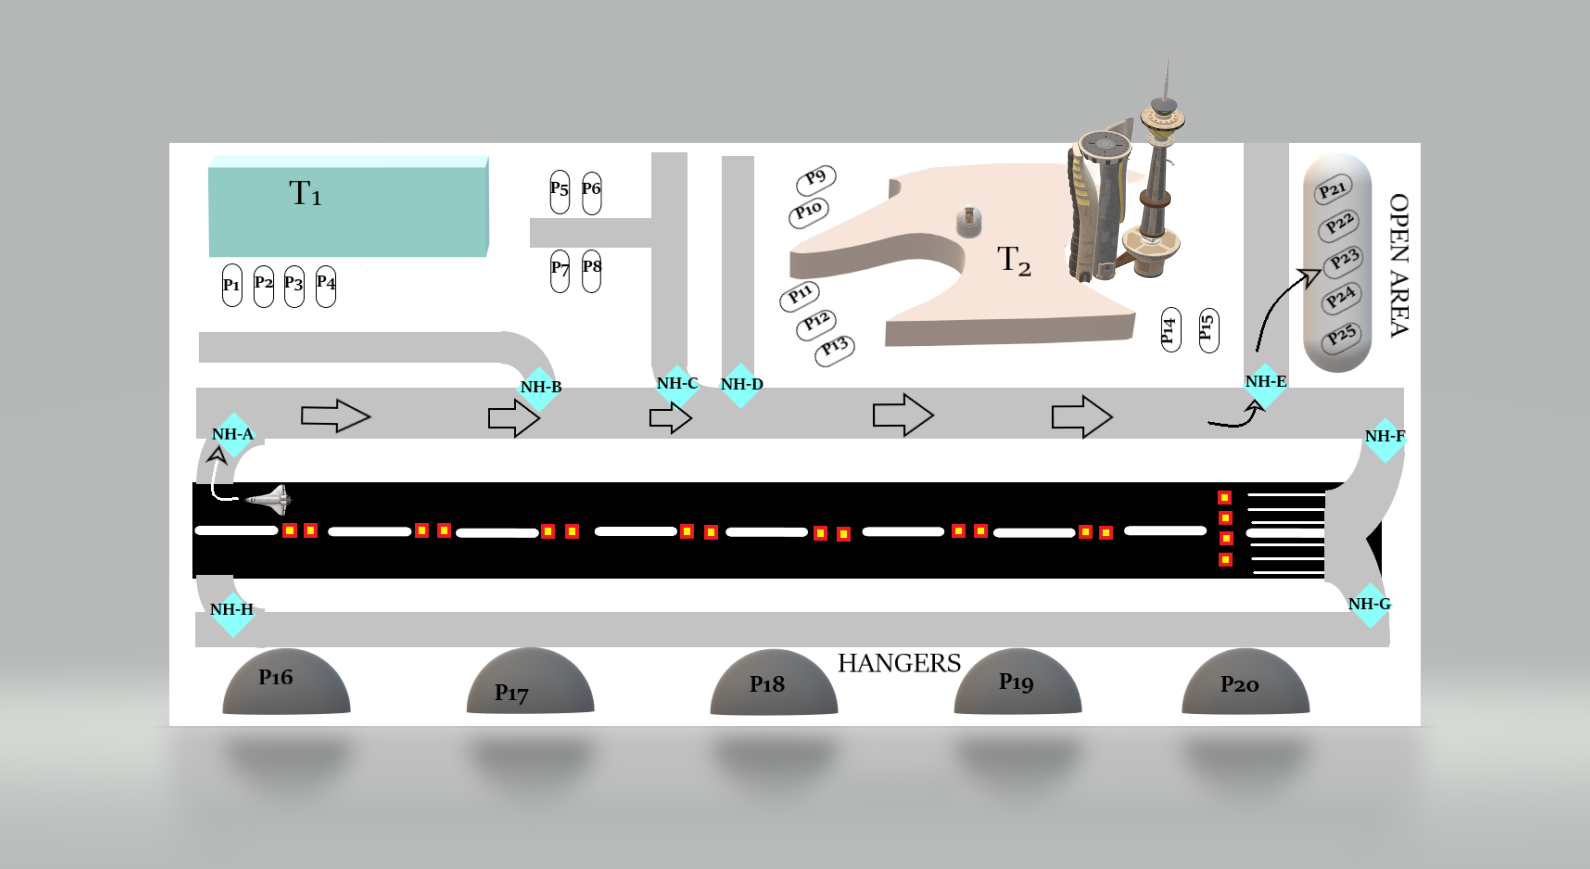 T1
P1
P2
P3
P4
P5
P6
P7
P8
P9
P10
T2
P11
P12
P13
P14
P15
P21
P22
P23
P24
P25
OPEN AREA
NH-B
NH-C
NH-D
NH-E
NH-A
NH-F
NH-H
NH-G
HANGERS
P16
P17
P18
P19
P20